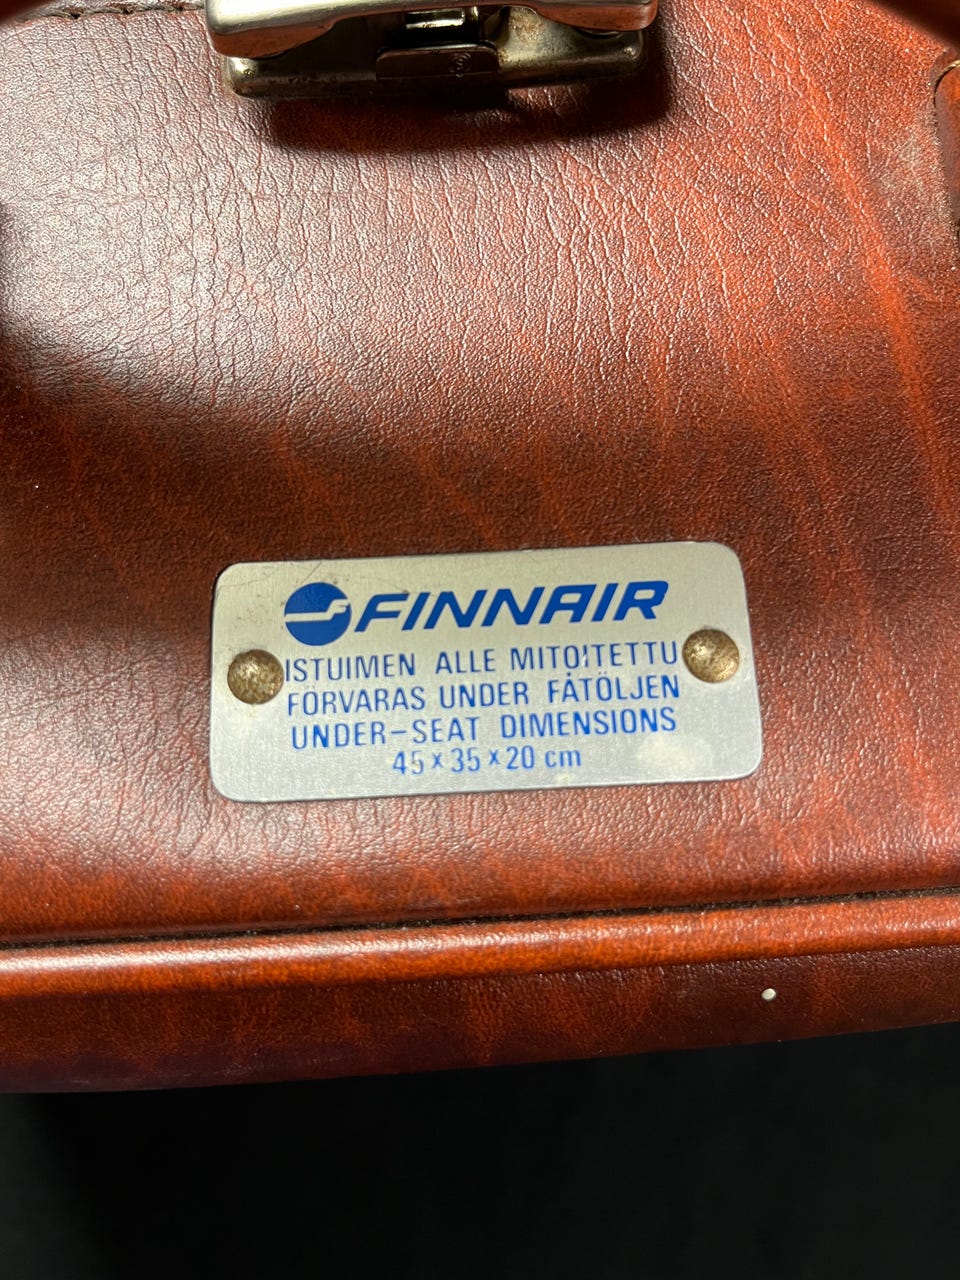 FINNAIR
ISTUIMEN ALLE MITOITETTU
FÖRVARAS UNDER FÅTÖLJEN
UNDER-SEAT DIMENSIONS
45 x 35 x 20 cm